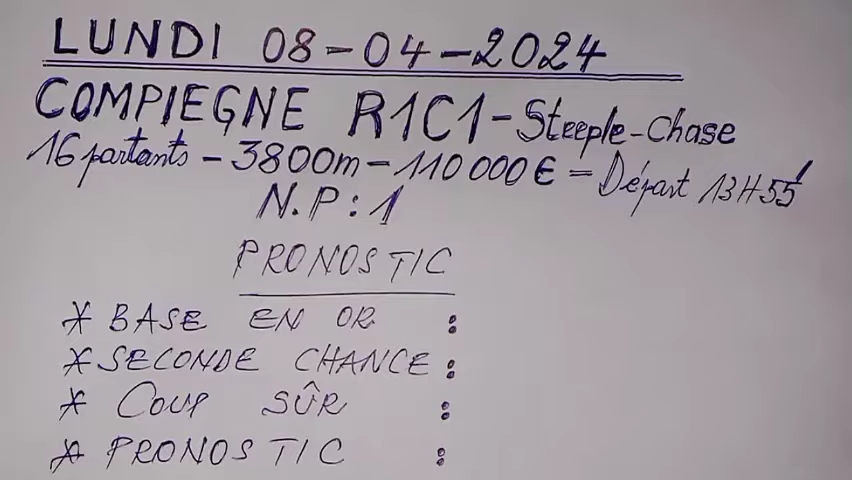 LUNDI 08-04-2024
COMPIEGNE R1C1-Steeple-Chase
16 partants - 3800m - 110 000 € = Départ 13H55'
N.P : 1
PRONOSTIC
* BASE EN OR :
* SECONDE CHANCE :
* COUP SÛR :
* PRONOSTIC :